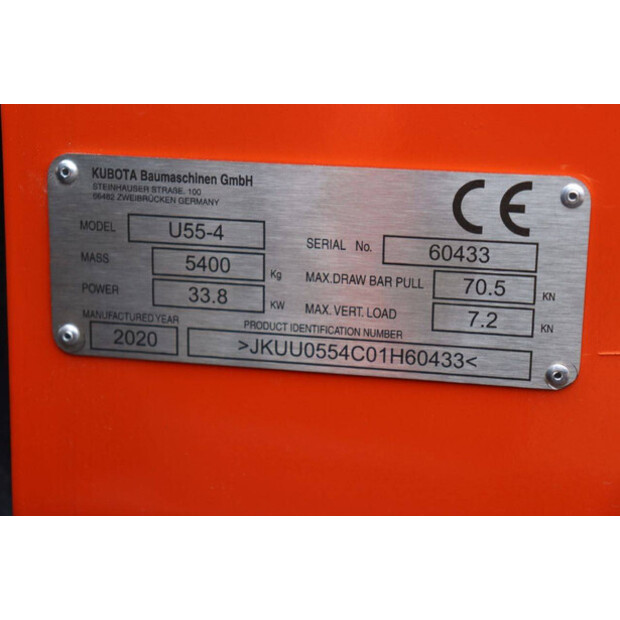 KUBOTA Baumaschinen GmbH
STEINHAUSER STRASE. 100
66482 ZWEIBRÜCKEN GERMANY
CE
MODEL U55-4
SERIAL No. 60433
MASS 5400 Kg
MAX.DRAW BAR PULL 70.5 KN
POWER 33.8 KW
MAX. VERT. LOAD 7.2 KN
MANUFACTURED YEAR 2020
PRODUCT IDENTIFICATION NUMBER
>JKUU0554C01H60433<